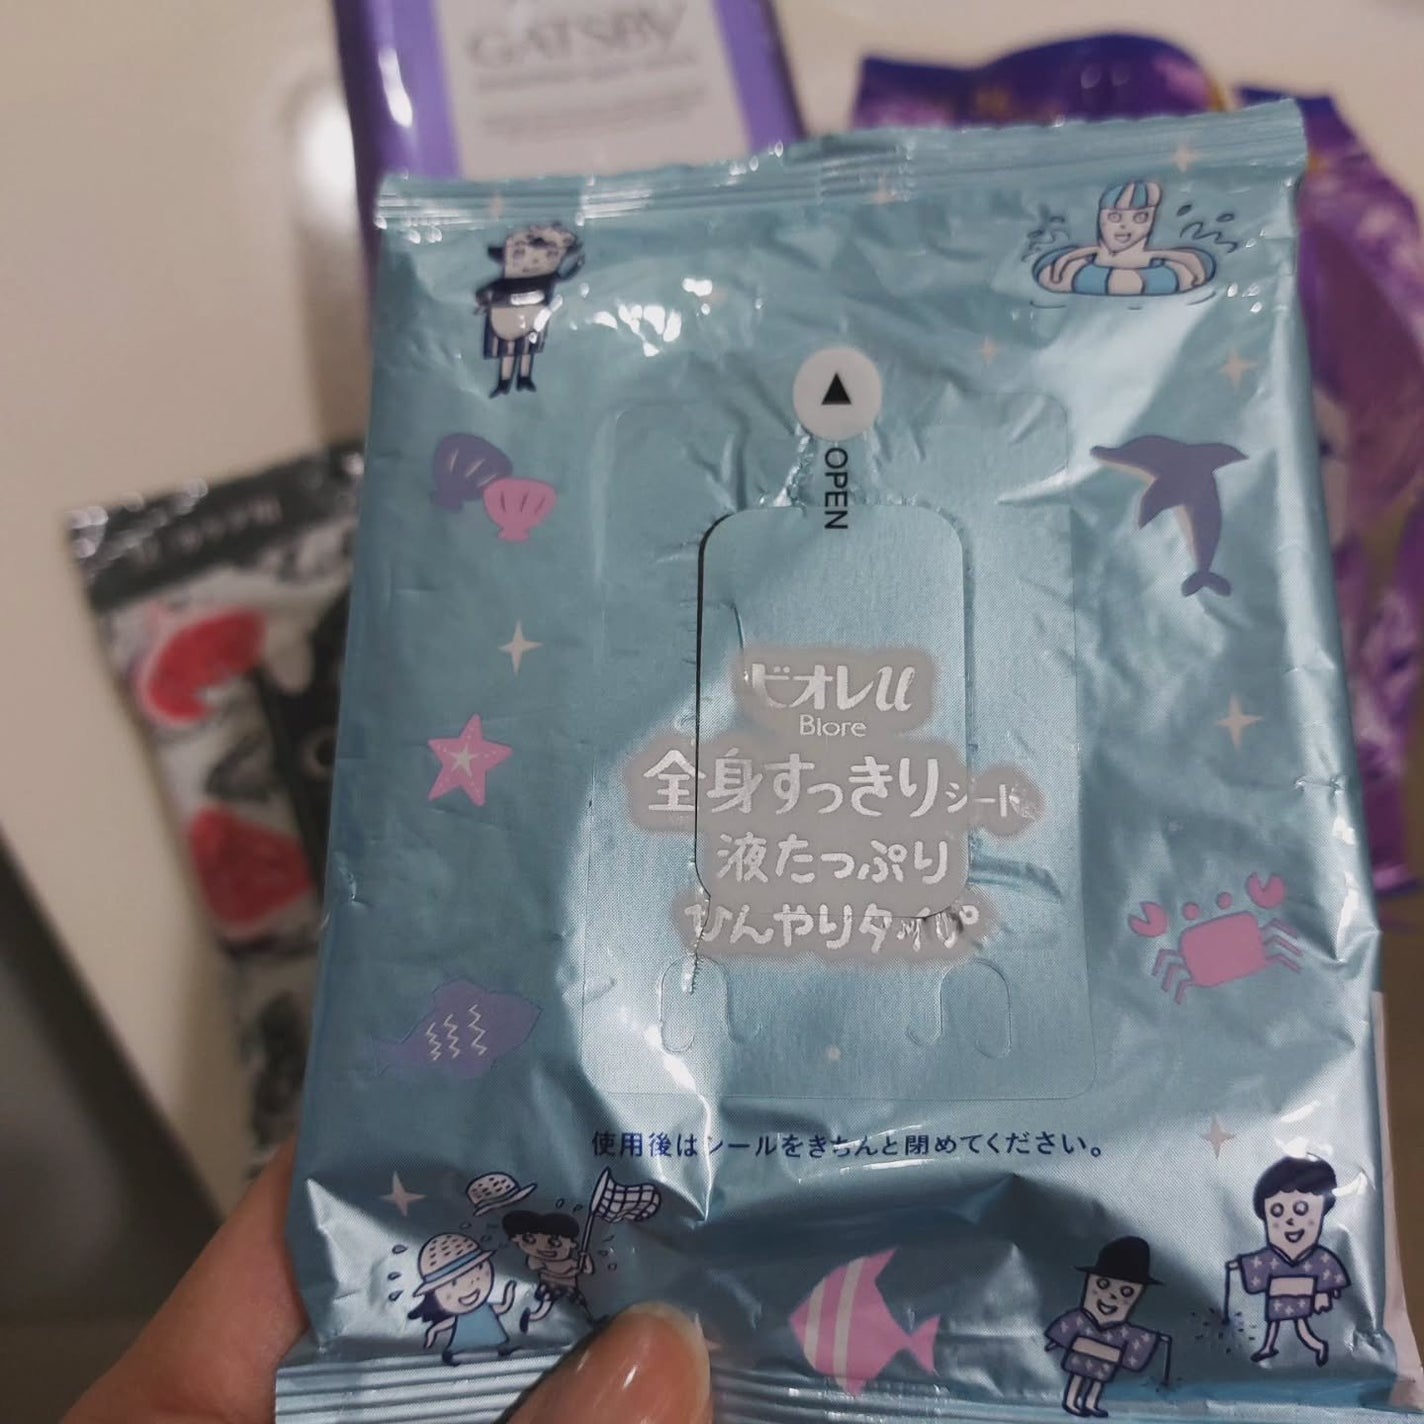 GATSBY
OPEN
ビオレu
Biore
全身すっきりシート
液たっぷり
ひんやりタイプ
使用後はシールをきちんと閉めてください。